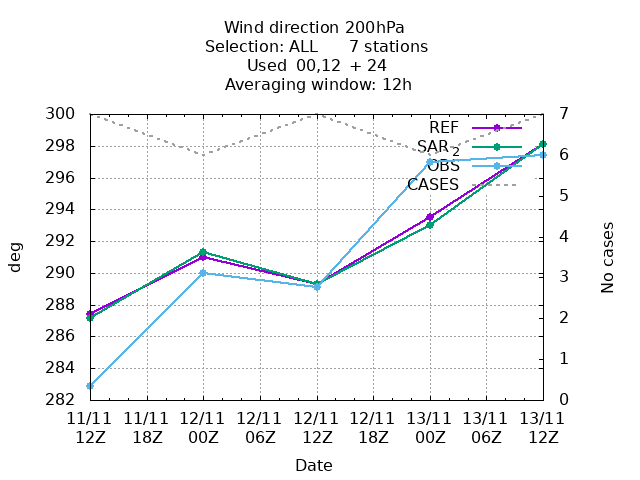 Wind direction 200hPa
Selection: ALL 7 stations
Used 00,12 + 24
Averaging window: 12h
300 7
298 6
296 5
294 4
292 3
290 2
288 1
286 0
284
282
deg
No cases
REF
SAR 2
OBS
CASES
11/11 11/11 12/11 12/11 12/11 12/11 13/11 13/11 13/11
12Z 18Z 00Z 06Z 12Z 18Z 00Z 06Z 12Z
Date